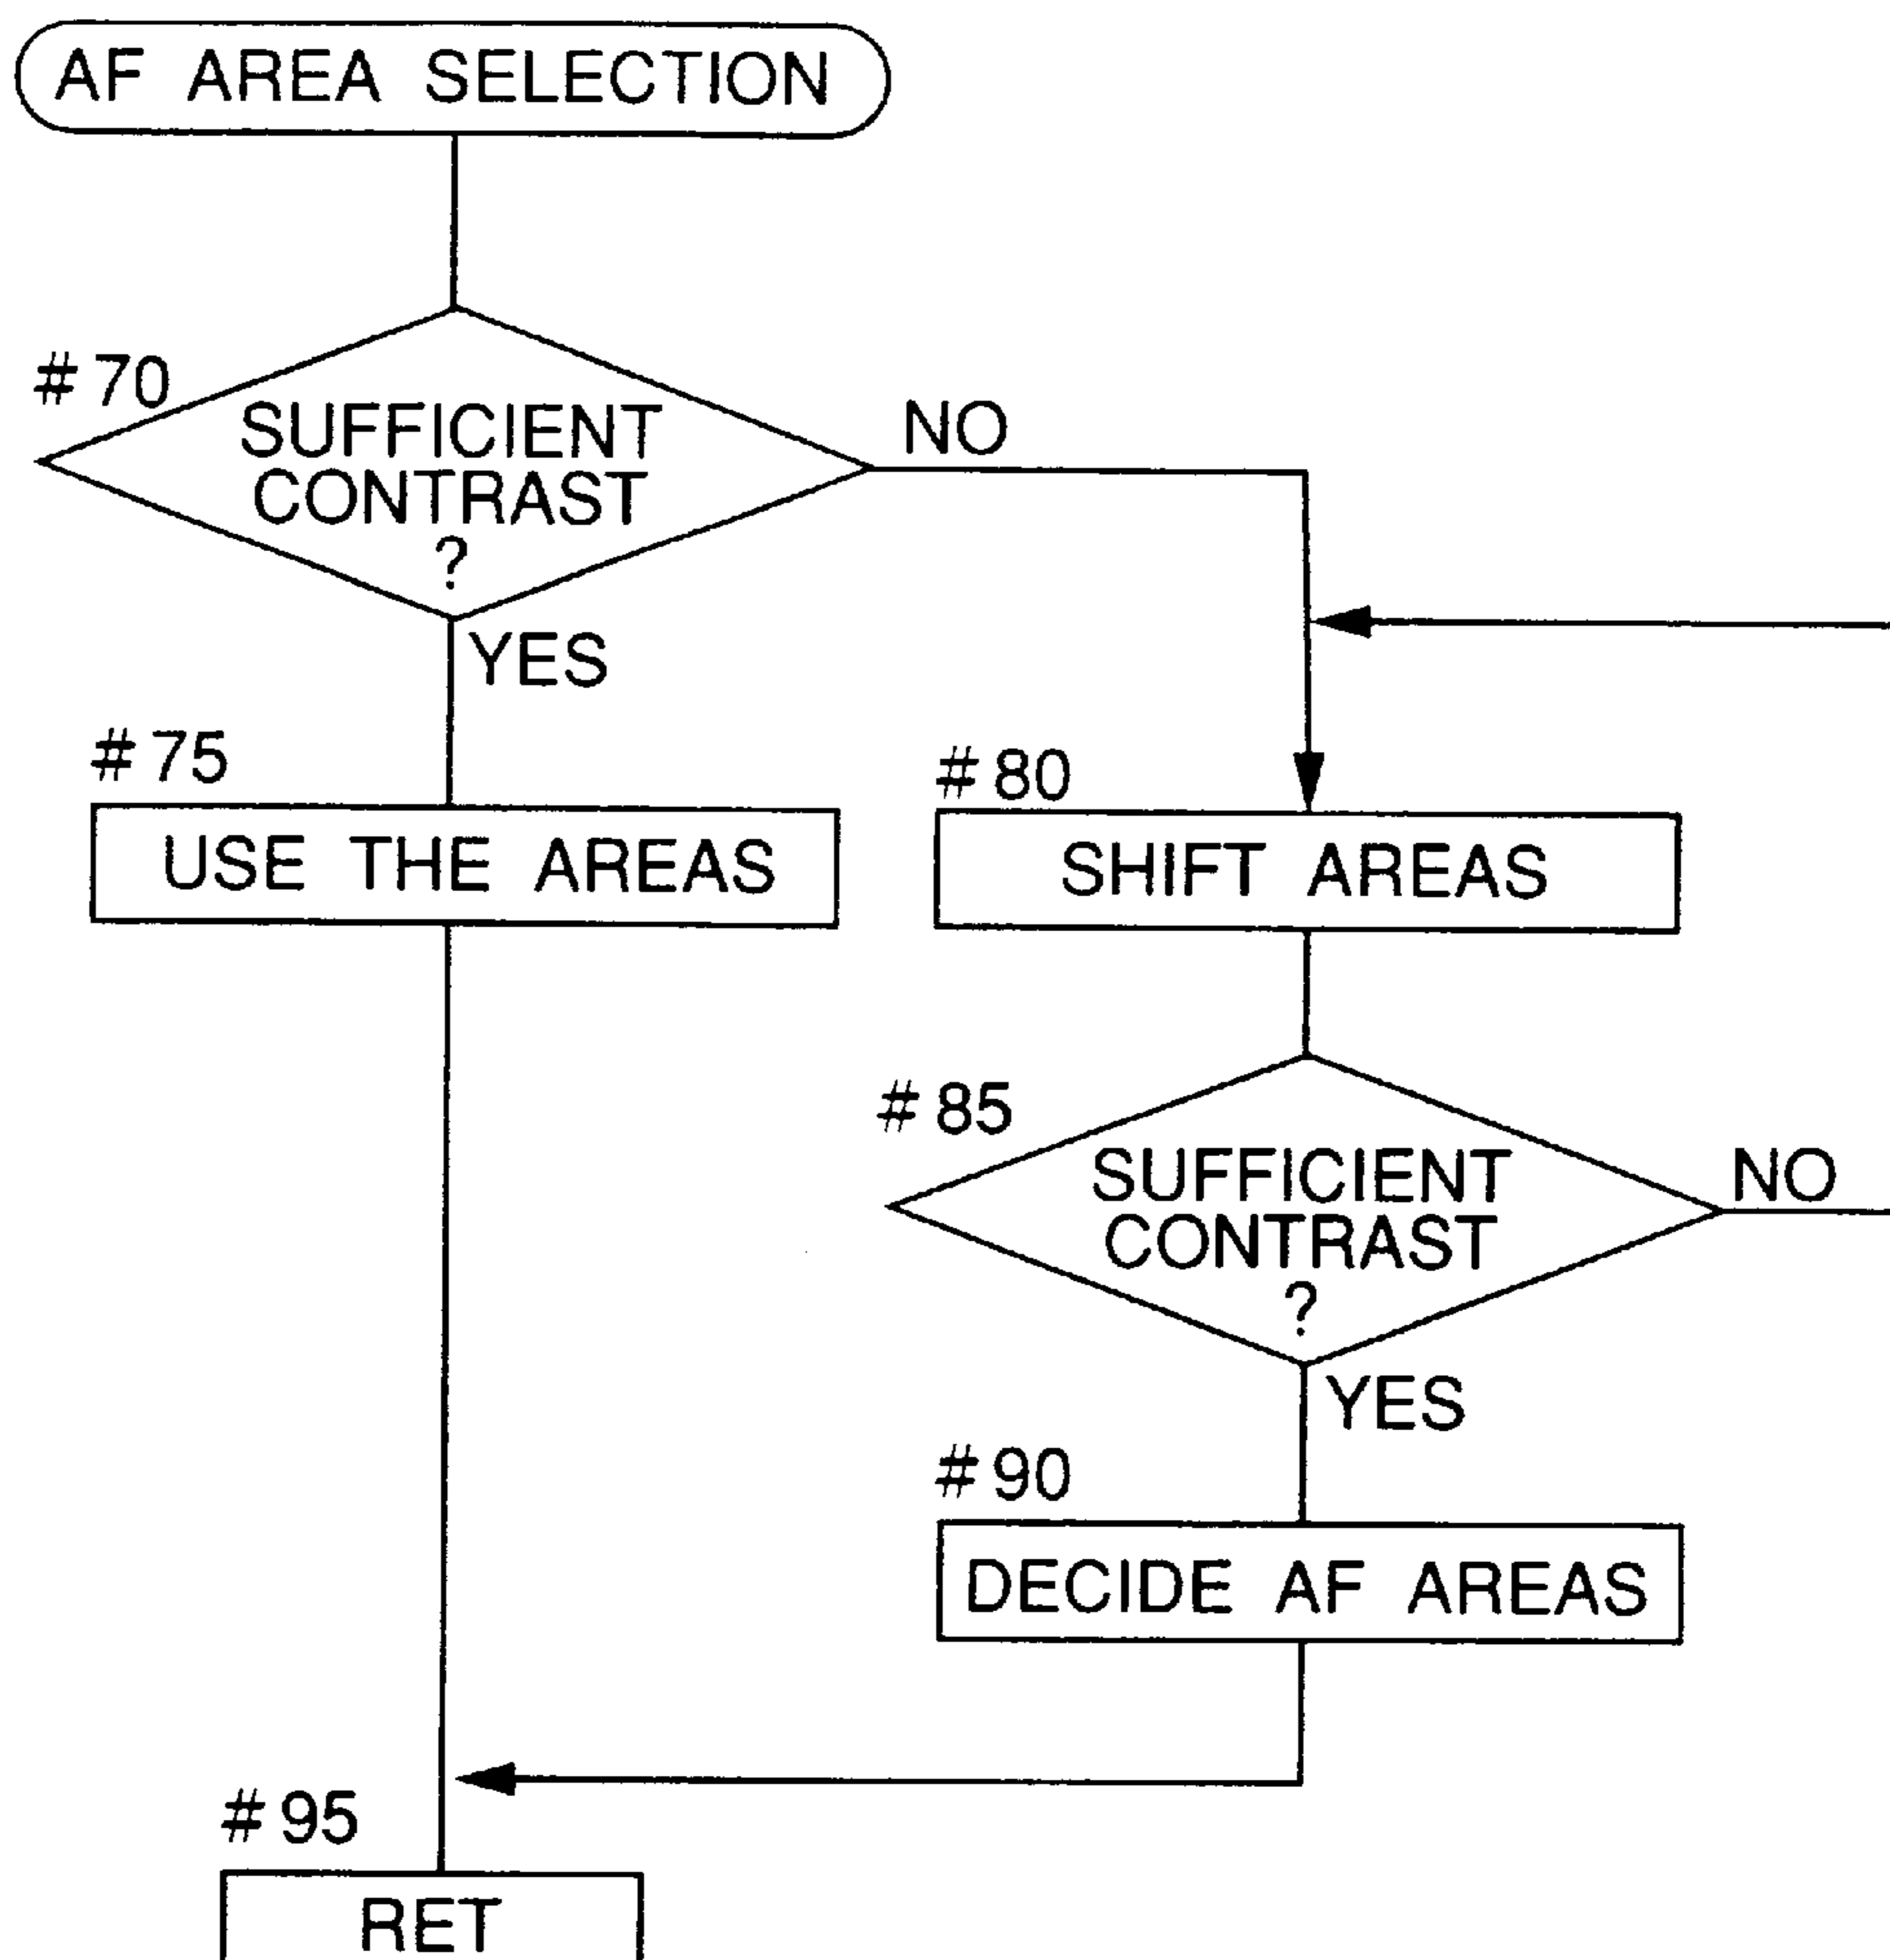 AF AREA SELECTION
#70
SUFFICIENT
CONTRAST
?
NO
YES
#75
USE THE AREAS
#80
SHIFT AREAS
#85
SUFFICIENT
CONTRAST
?
NO
YES
#90
DECIDE AF AREAS
#95
RET